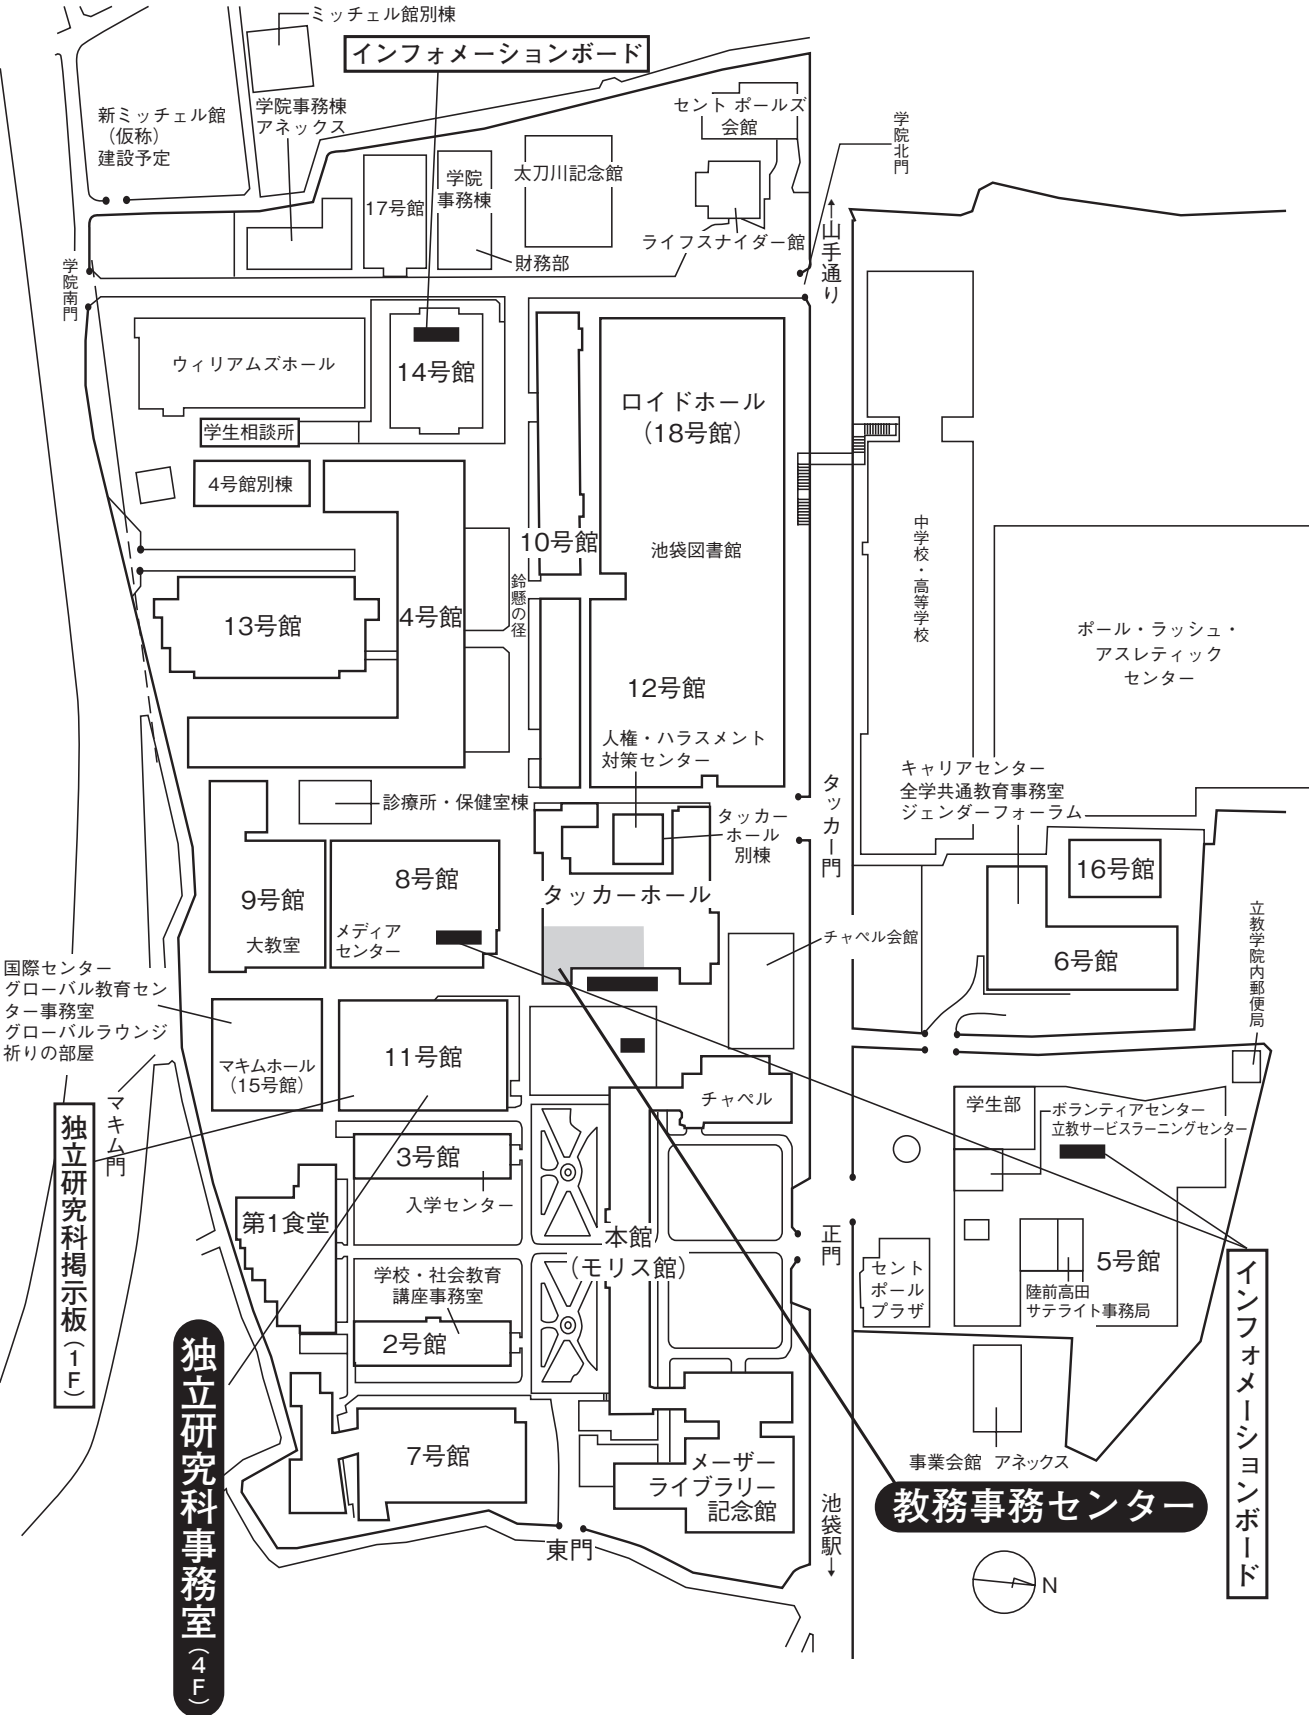 ミッチェル館別棟
インフォメーションボード
新ミッチェル館
（仮称）
建設予定
学院事務棟
アネックス
セント ポールズ
会館
学院北門
17号館
学院
事務棟
太刀川記念館
ライフスナイダー館
財務部
←山手通り
学院南門
ウィリアムズホール
14号館
ロイドホール
（18号館）
学生相談所
4号館別棟
10号館
池袋図書館
中学校・高等学校
鈴懸の径
13号館
4号館
ポール・ラッシュ・
アスレティック
センター
12号館
人権・ハラスメント
対策センター
キャリアセンター
全学共通教育事務室
ジェンダーフォーラム
タッカー門
診療所・保健室棟
タッカー
ホール
別棟
16号館
8号館
タッカーホール
9号館
大教室
メディア
センター
チャペル会館
6号館
立教学院内郵便局
国際センター
グローバル教育セン
ター事務室
グローバルラウンジ
祈りの部屋
マキムホール
（15号館）
11号館
チャペル
学生部
ボランティアセンター
立教サービスラーニングセンター
マキム門
独立研究科掲示板（1F）
3号館
入学センター
第1食堂
本館
（モリス館）
正門
セント
ポール
プラザ
5号館
陸前高田
サテライト事務局
学校・社会教育
講座事務室
2号館
インフォメーションボード
独立研究科事務室（4F）
7号館
メーザー
ライブラリー
記念館
事業会館 アネックス
教務事務センター
池袋駅→
東門
N